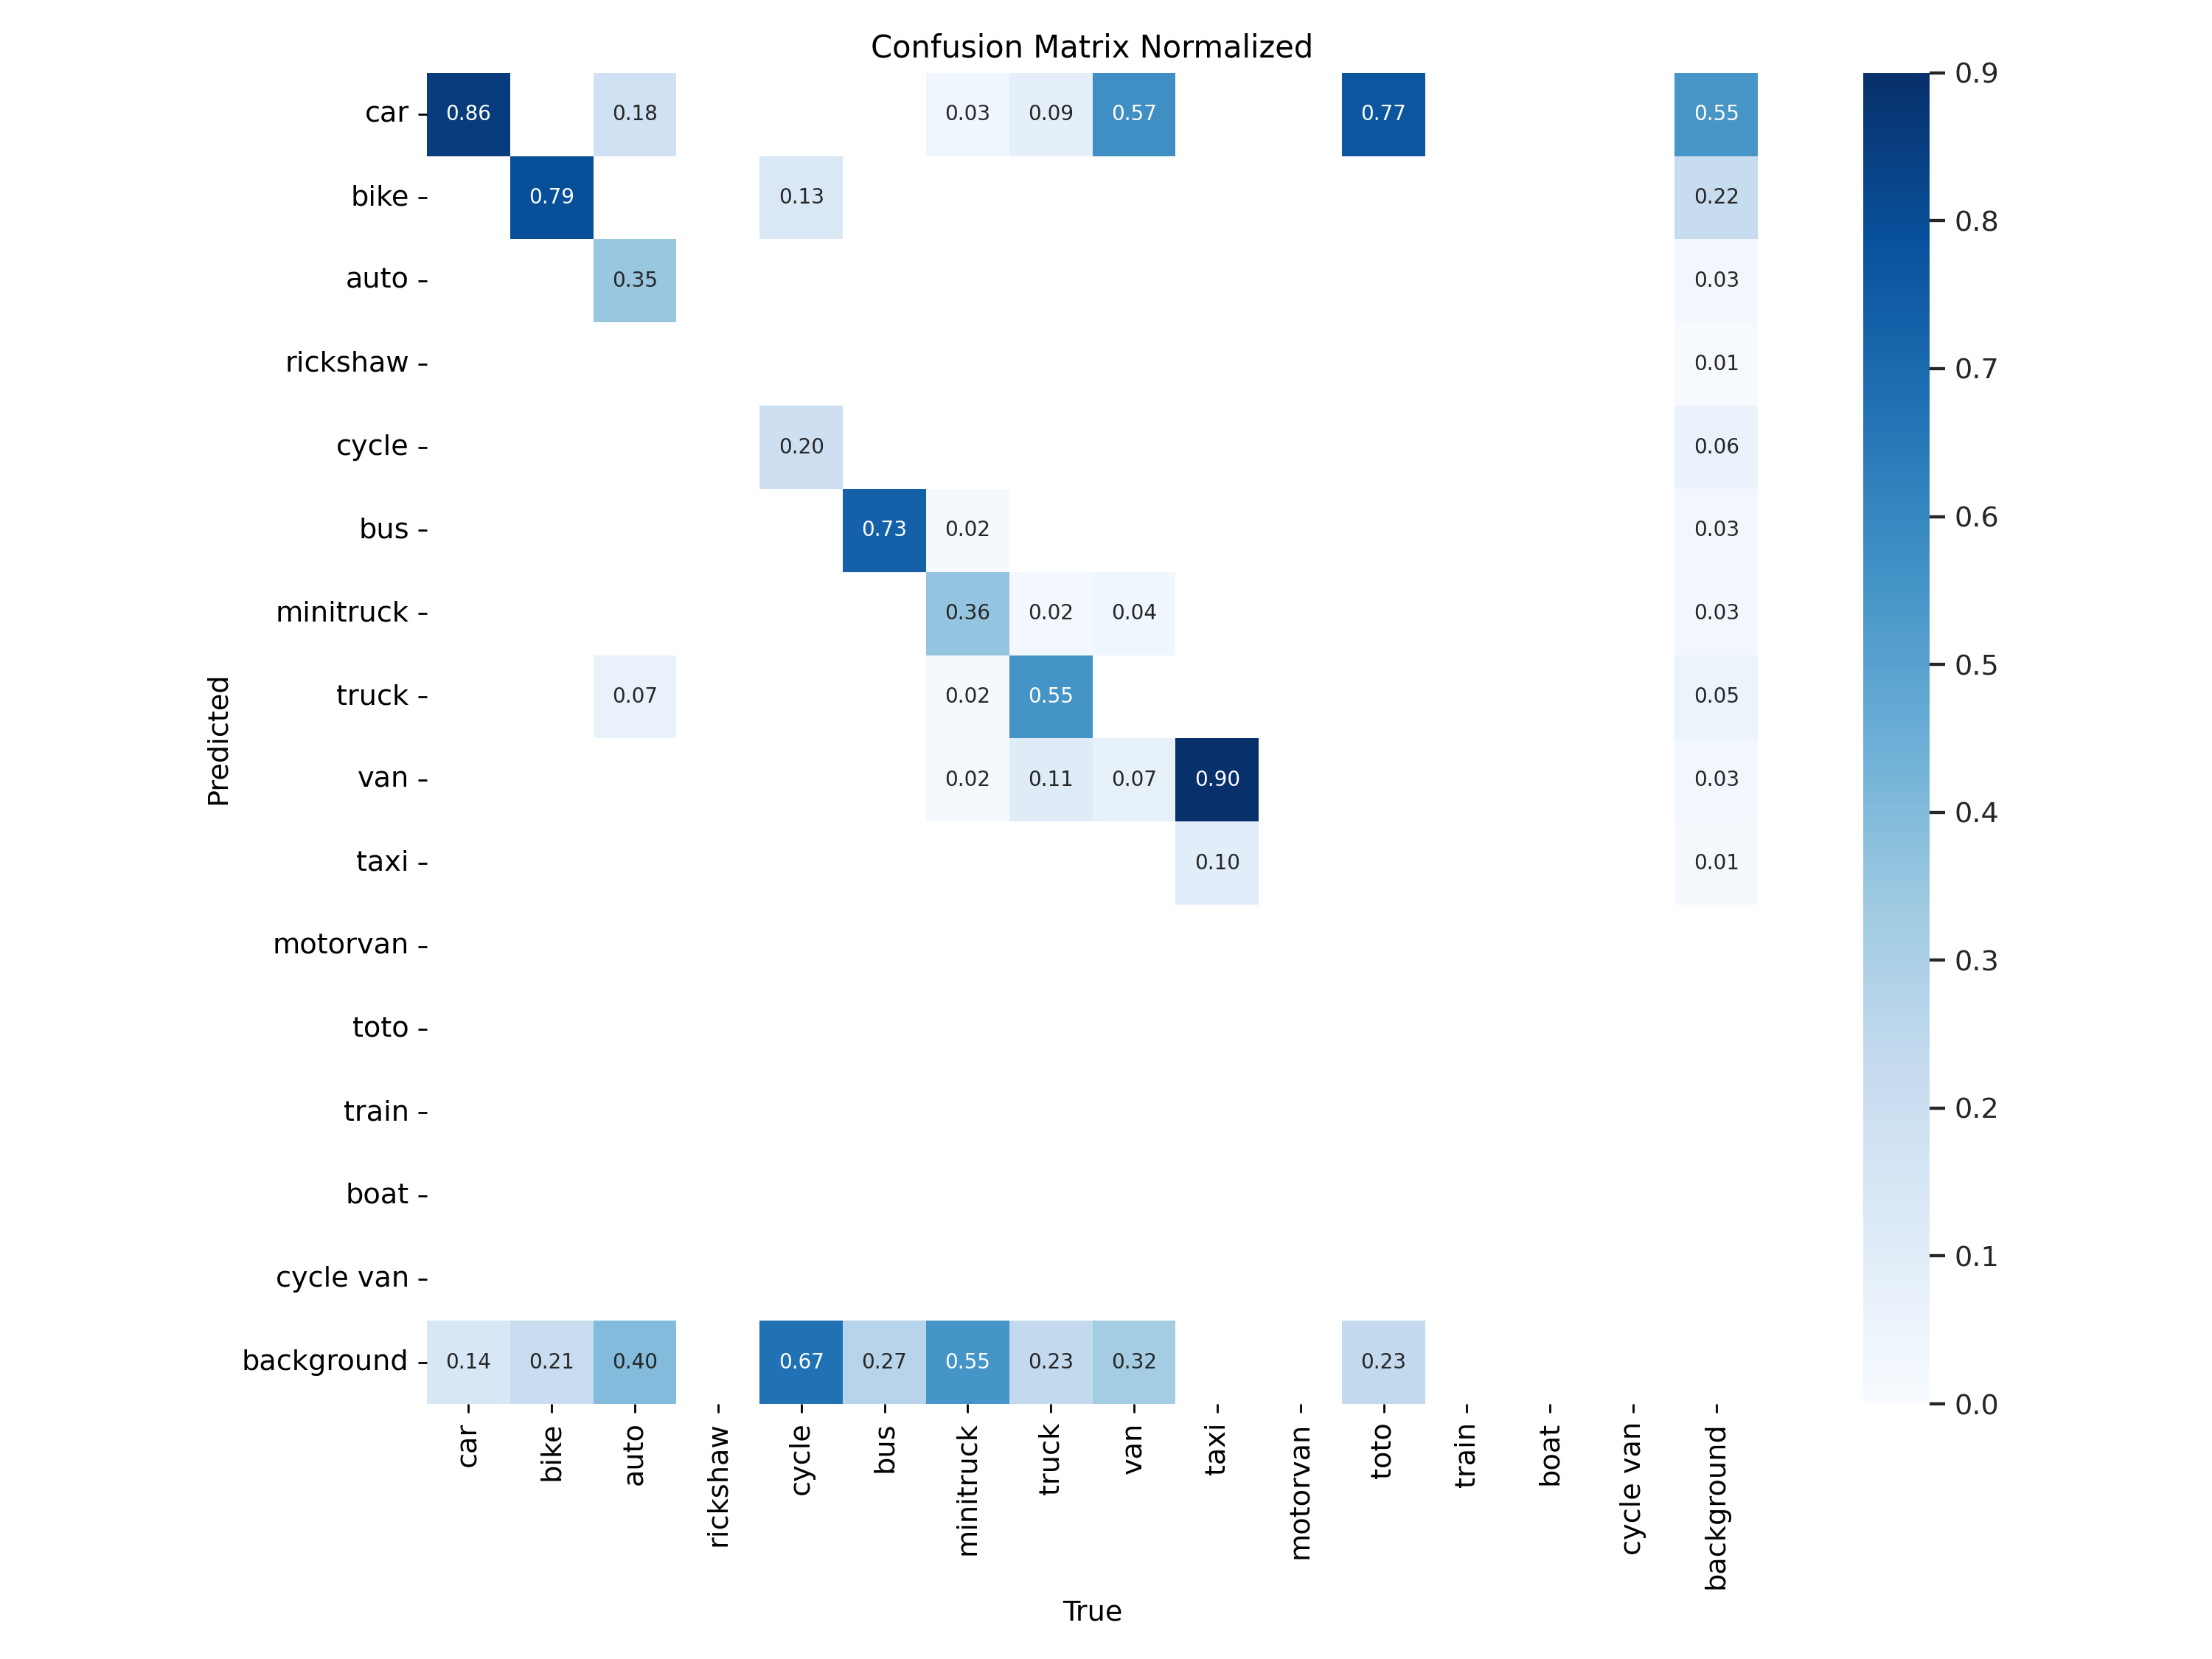 Confusion Matrix Normalized
car 0.86 0.18 0.03 0.09 0.57 0.77 0.55
bike 0.79 0.13 0.22
auto 0.35 0.03
rickshaw 0.01
cycle 0.20 0.06
bus 0.73 0.02 0.03
minitruck 0.36 0.02 0.04 0.03
truck 0.07 0.02 0.55 0.05
van 0.02 0.11 0.07 0.90 0.03
taxi 0.10 0.01
motorvan
toto
train
boat
cycle van
background 0.14 0.21 0.40 0.67 0.27 0.55 0.23 0.32 0.23
Predicted
car bike auto rickshaw cycle bus minitruck truck van taxi motorvan toto train boat cycle van background
True
0.9
0.8
0.7
0.6
0.5
0.4
0.3
0.2
0.1
0.0